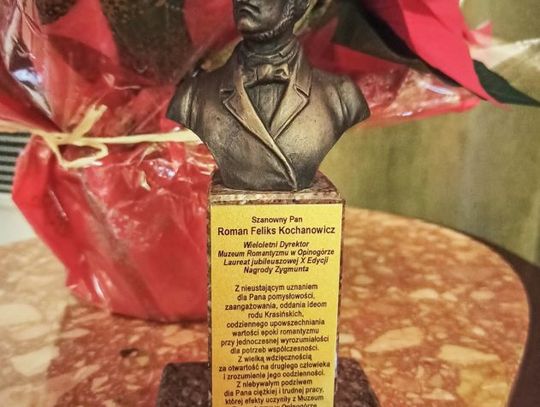 Szanowny Pan
Roman Feliks Kochanowicz
Wieloletni Dyrektor
Muzeum Romantyzmu w Opinogórze
Laureat jubileuszowej X Edycji
Nagrody Zygmunta
Z nieustającym uznaniem
dla Pana pomysłowości,
zaangażowania, oddania ideom
rodu Krasińskich,
codziennego upowszechniania
wartości epoki romantyzmu
przy jednoczesnej wyrozumiałości
dla potrzeb współczesności.
Z wielką wdzięcznością
za otwartość na drugiego człowieka
i zrozumienie jego codzienności.
Z niebywałym podziwem
dla Pana ciężkiej i trudnej pracy,
której efekty uczyniły z Muzeum
w Opinogórze